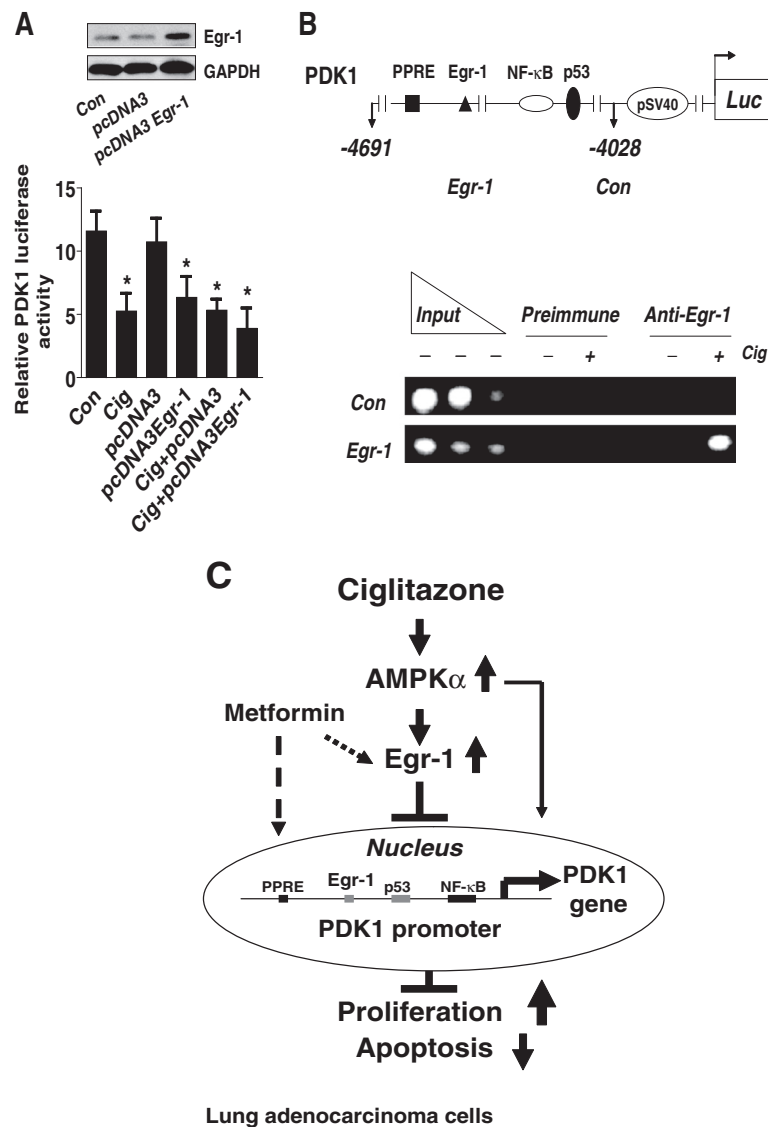 A
Egr-1
GAPDH
Con
pcDNA3
pcDNA3 Egr-1
Relative PDK1 luciferase
activity
15
10
5
0
*
*
*
*
Con
Cig
pcDNA3
pcDNA3Egr-1
Cig+pcDNA3
Cig+pcDNA3Egr-1
B
PDK1
PPRE Egr-1 NF-κB p53
pSV40
Luc
-4691 -4028
Egr-1 Con
Input Preimmune Anti-Egr-1
– – – – + – + Cig
Con
Egr-1
C
Ciglitazone
AMPKα
Metformin
Egr-1
Nucleus
PPRE Egr-1 p53 NF-κB
PDK1
gene
PDK1 promoter
Proliferation
Apoptosis
Lung adenocarcinoma cells